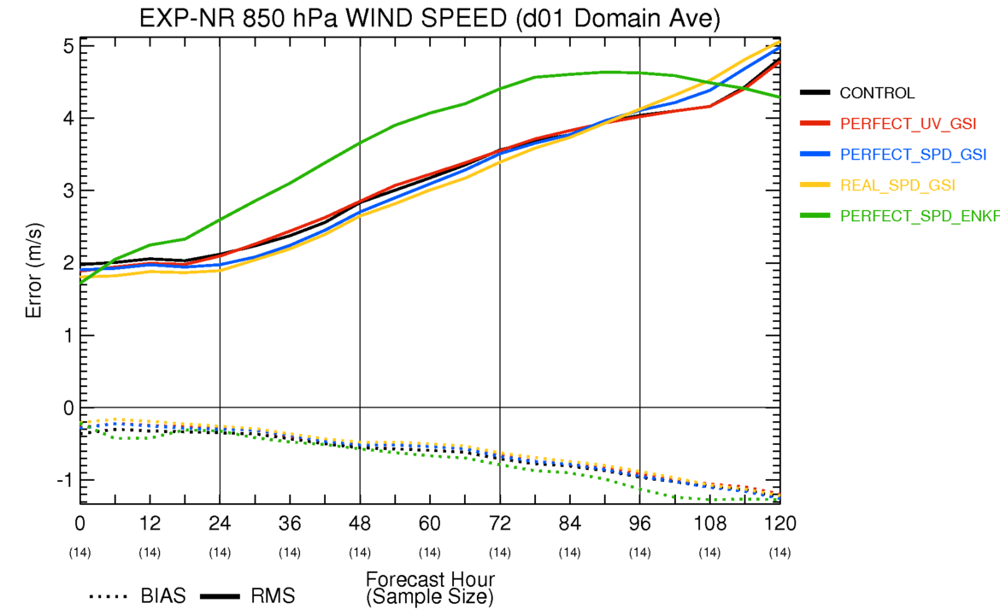 EXP-NR 850 hPa WIND SPEED (d01 Domain Ave)
5
4
3
2
1
0
-1
Error (m/s)
CONTROL
PERFECT_UV_GSI
PERFECT_SPD_GSI
REAL_SPD_GSI
PERFECT_SPD_ENKF
0 12 24 36 48 60 72 84 96 108 120
(14) (14) (14) (14) (14) (14) (14) (14) (14) (14) (14)
Forecast Hour
(Sample Size)
BIAS RMS